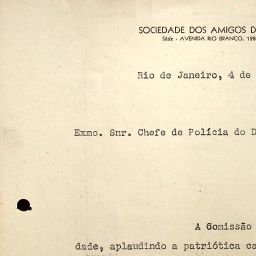 SOCIEDADE DOS AMIGOS D
Séde - AVENIDA RIO BRANCO, 18
Rio de Janeiro, 4 de
Exmo. Snr. Chefe de Polícia do D
A Comissão
dade, aplaudindo a patriótica ca